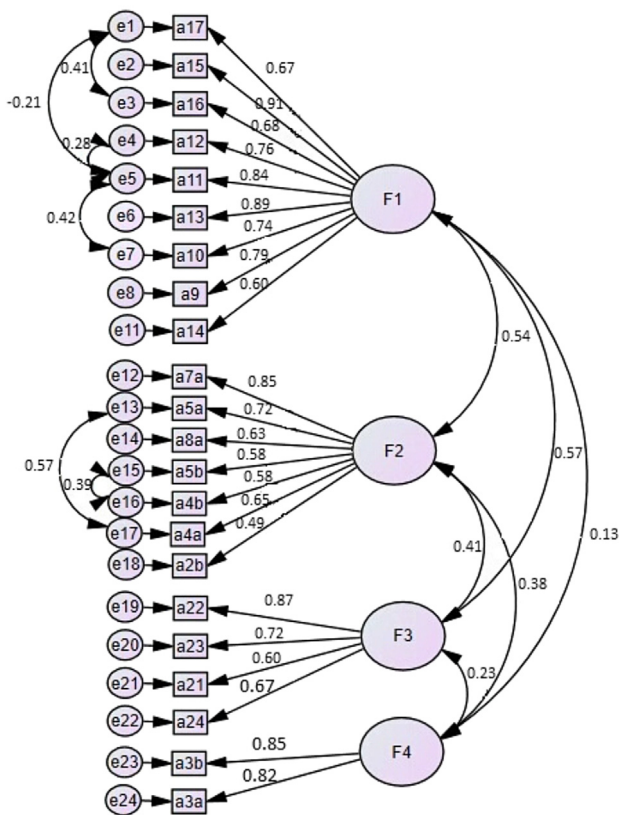 e1 a17
0.67
0.41 e2 a15
0.91
-0.21 e3 a16
0.68
0.28 e4 a12 0.76
e5 a11 0.84
F1
0.42 e6 a13 0.89
0.74
e7 a10
0.79
e8 a9
0.60
e11 a14
0.54
e12 a7a 0.85
e13 a5a 0.72
e14 a8a 0.63
F2
0.57
0.57 e15 a5b 0.58
0.39 0.58
e16 a4b
0.65
e17 a4a
0.49
0.13
0.41
e18 a2b
0.38
e19 a22 0.87
e20 a23 0.72
F3
0.60
0.23
e21 a21
0.67
e22 a24
e23 a3b 0.85
F4
0.82
e24 a3a